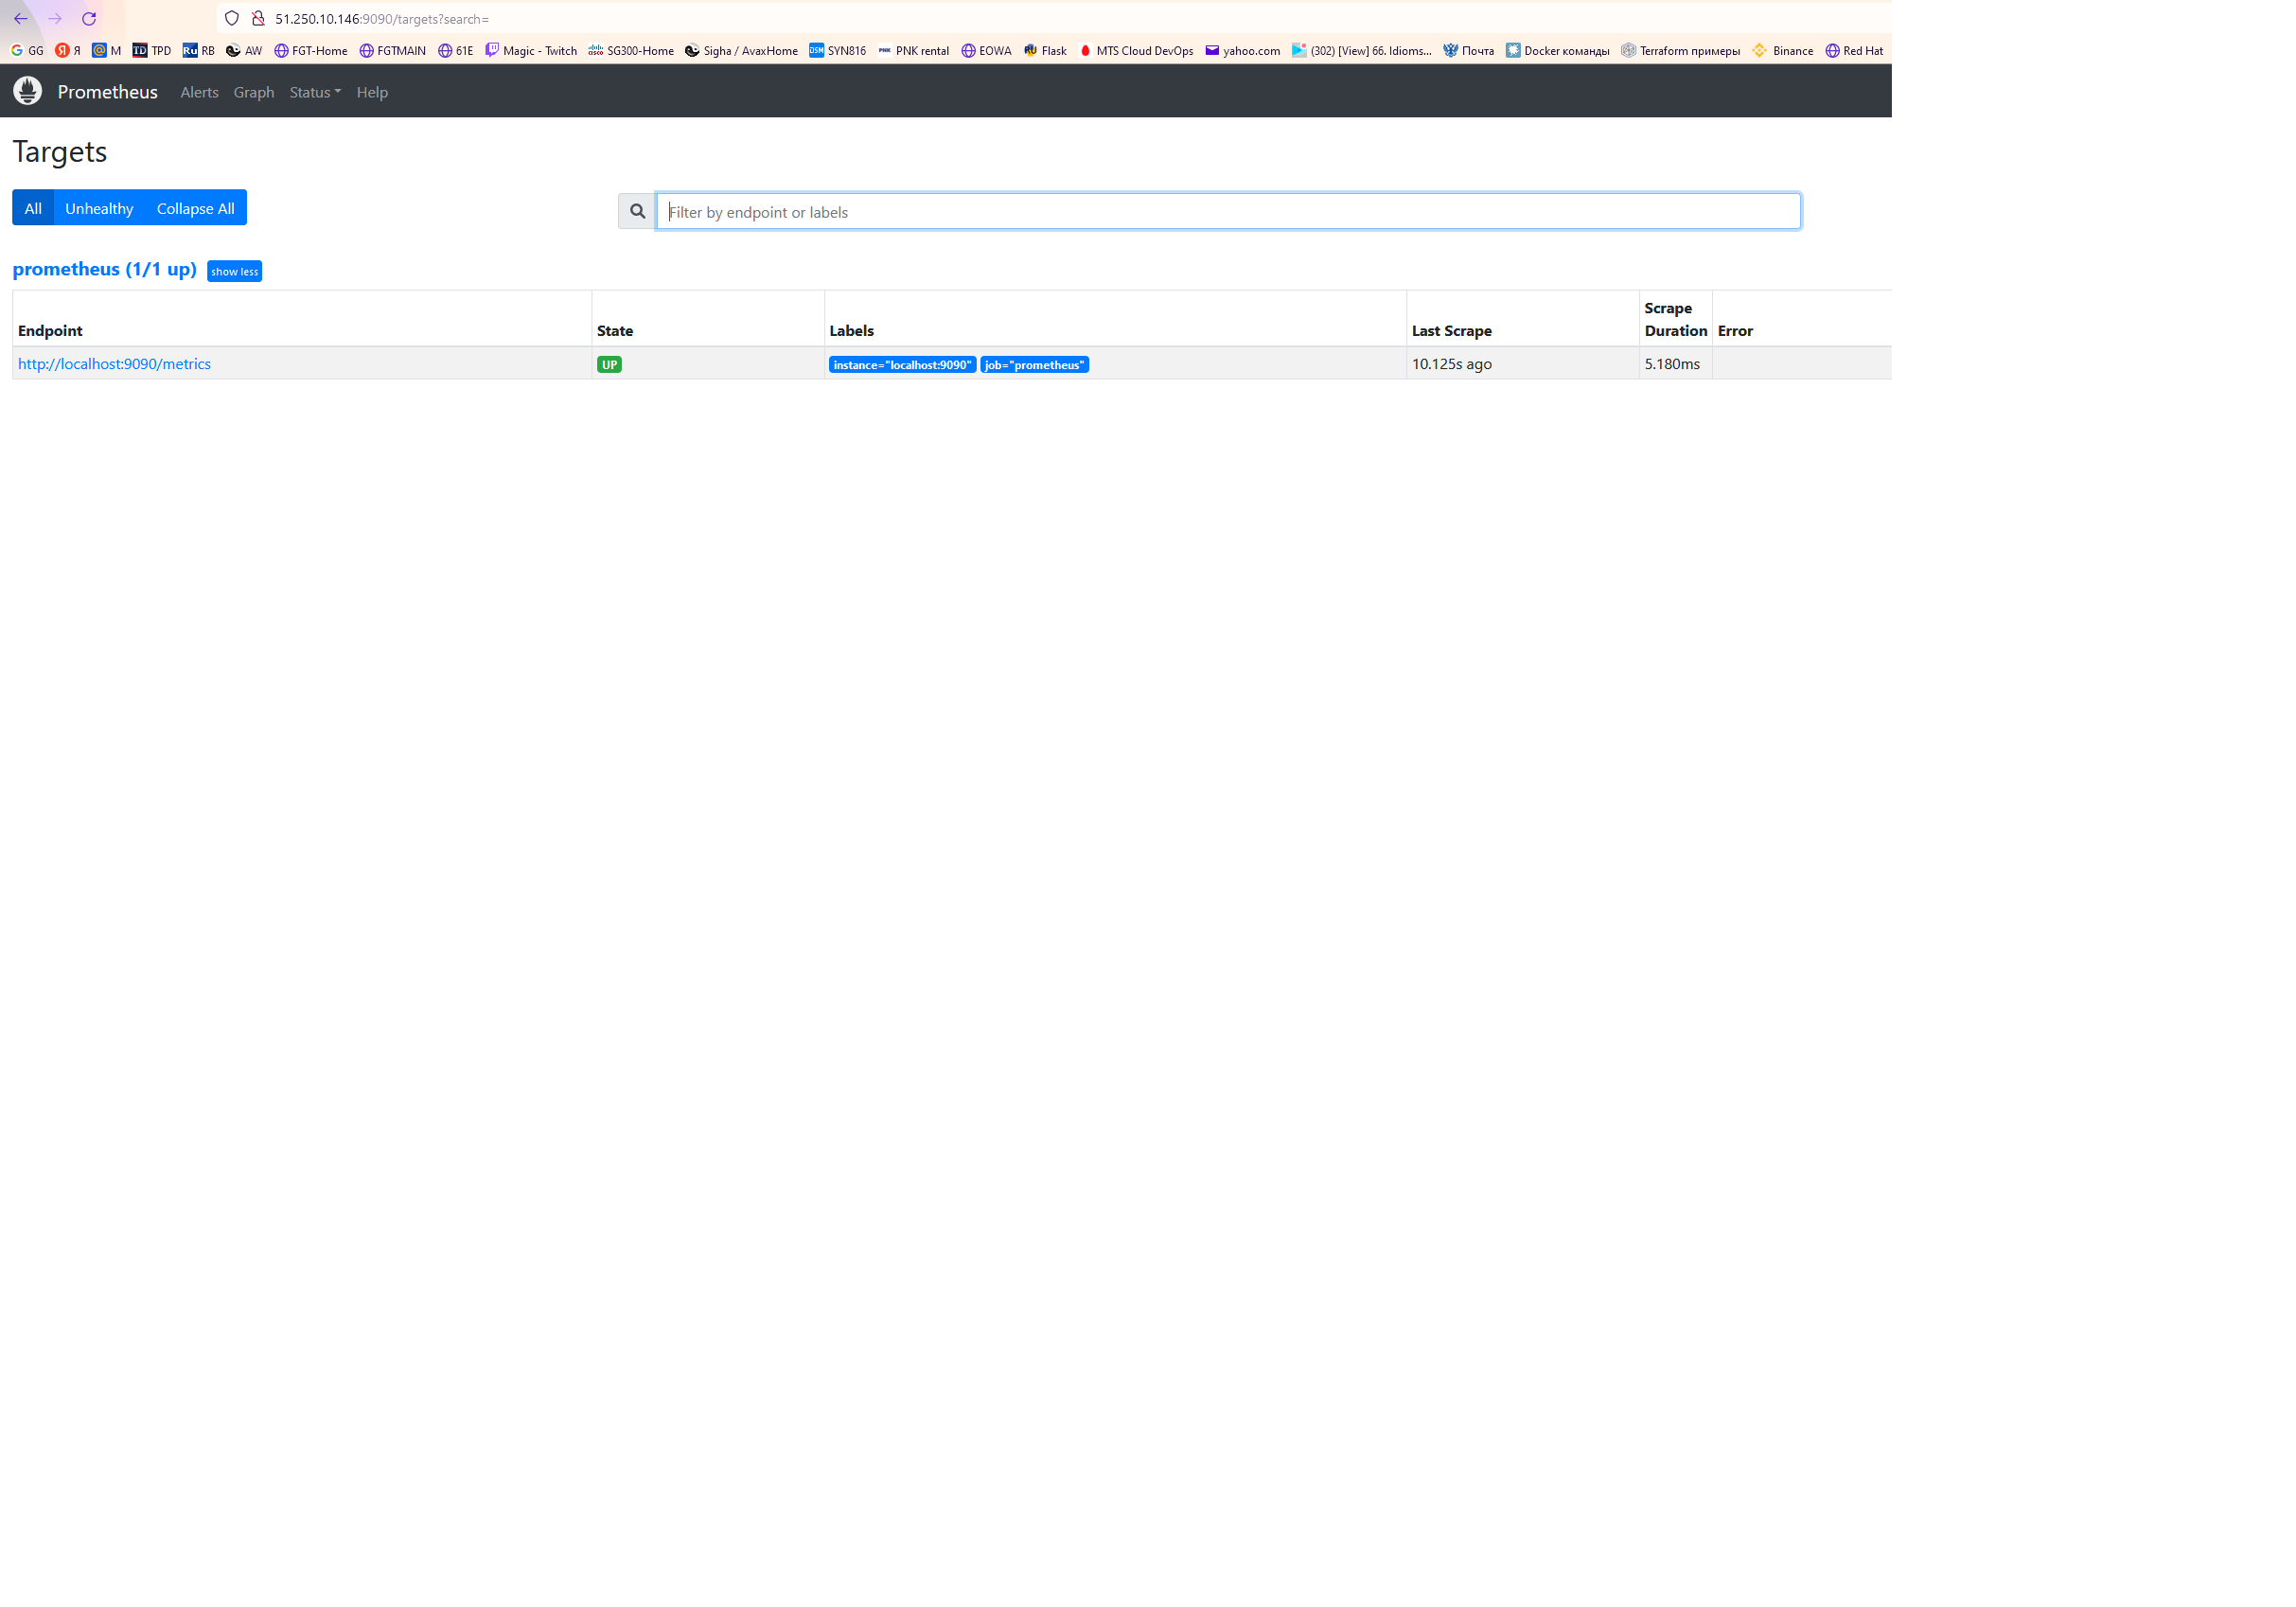 51.250.10.146:9090/targets?search=
GG Я М TPD RB AW FGT-Home FGTMAIN 61E Magic - Twitch SG300-Home Sigha / AvaxHome SYN816 PNK rental EOWA Flask MTS Cloud DevOps yahoo.com (302) [View] 66. Idioms... Почта Docker команды Terraform примеры Binance Red Hat
Prometheus Alerts Graph Status Help
Targets
All Unhealthy Collapse All Filter by endpoint or labels
prometheus (1/1 up) show less
Endpoint State Labels Last Scrape Scrape Duration Error
http://localhost:9090/metrics UP instance="localhost:9090" job="prometheus" 10.125s ago 5.180ms